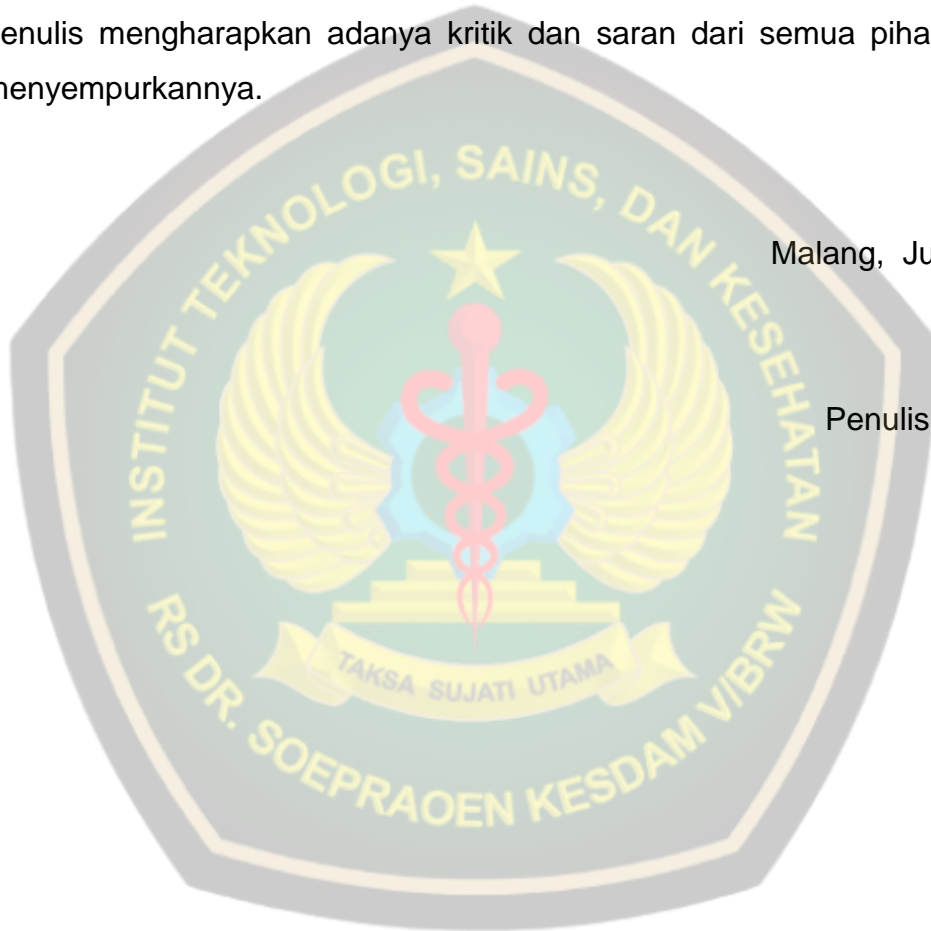 enulis mengharapkan adanya kritik dan saran dari semua piha
menyempurkannya.
INSTITUT TEKNOLOGI, SAINS, DAN KESEHATAN
Malang, Ju
Penulis
TAKSA SUJATI UTAMA
RS DR. SOEPRAOEN KESDAM V/BRW